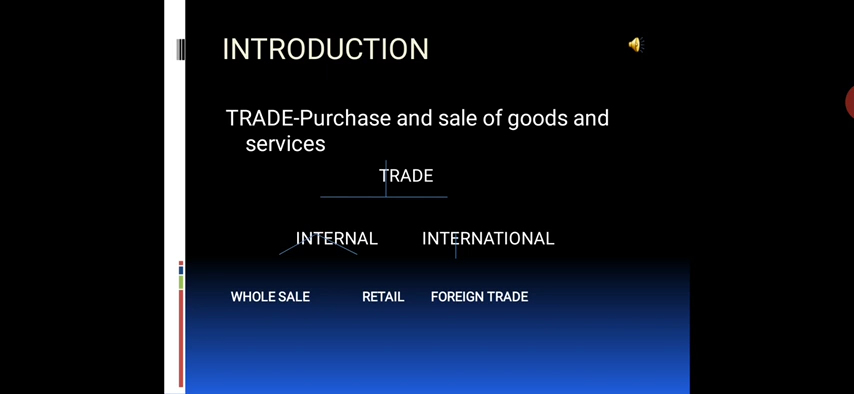 INTRODUCTION
TRADE-Purchase and sale of goods and
services
TRADE
INTERNAL INTERNATIONAL
WHOLE SALE RETAIL FOREIGN TRADE